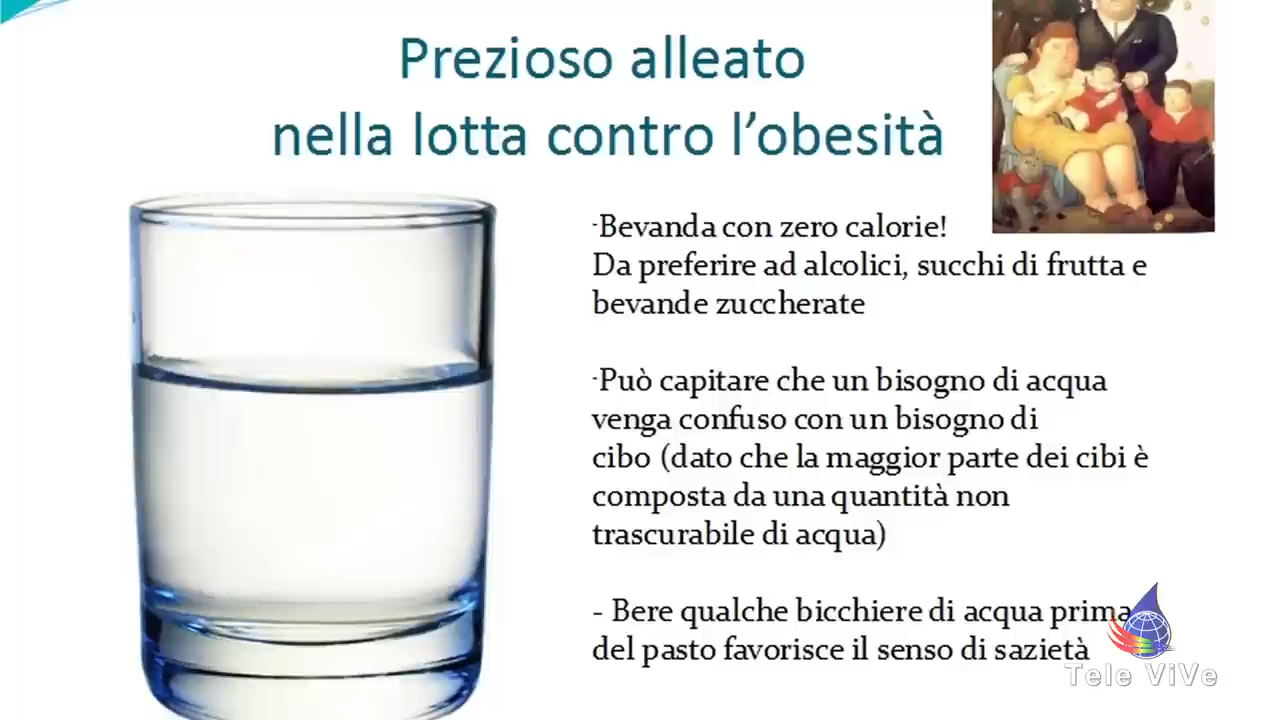 Prezioso alleato
nella lotta contro l’obesità
·Bevanda con zero calorie!
Da preferire ad alcolici, succhi di frutta e
bevande zuccherate
·Può capitare che un bisogno di acqua
venga confuso con un bisogno di
cibo (dato che la maggior parte dei cibi è
composta da una quantità non
trascurabile di acqua)
- Bere qualche bicchiere di acqua prima
del pasto favorisce il senso di sazietà
Tele ViVe